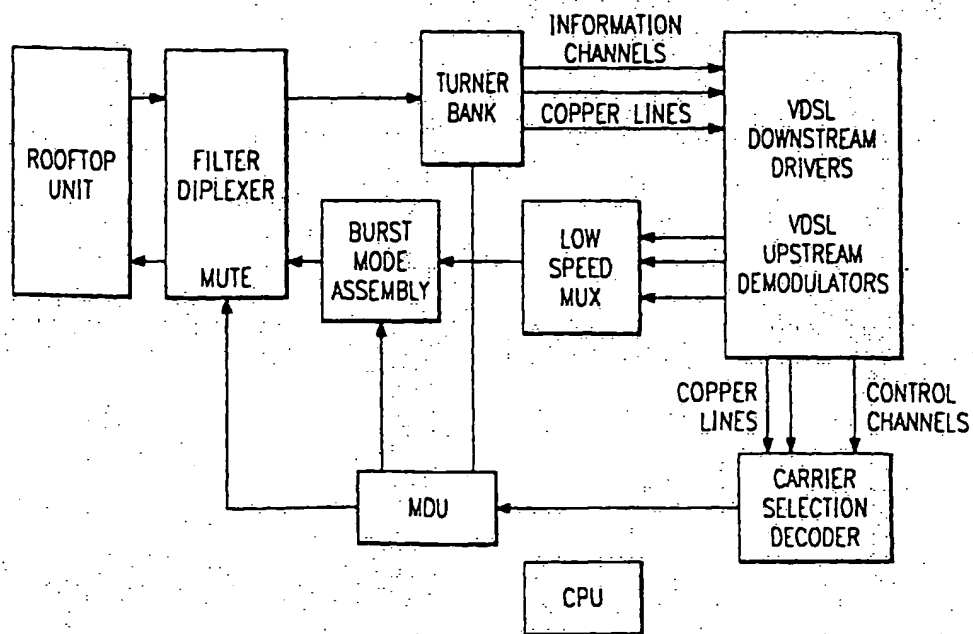 INFORMATION
CHANNELS
ROOFTOP
UNIT
FILTER
DIPLEXER
MUTE
TURNER
BANK
COPPER LINES
VDSL
DOWNSTREAM
DRIVERS
VDSL
UPSTREAM
DEMODULATORS
BURST
MODE
ASSEMBLY
LOW
SPEED
MUX
COPPER
LINES
CONTROL
CHANNELS
MDU
CARRIER
SELECTION
DECODER
CPU